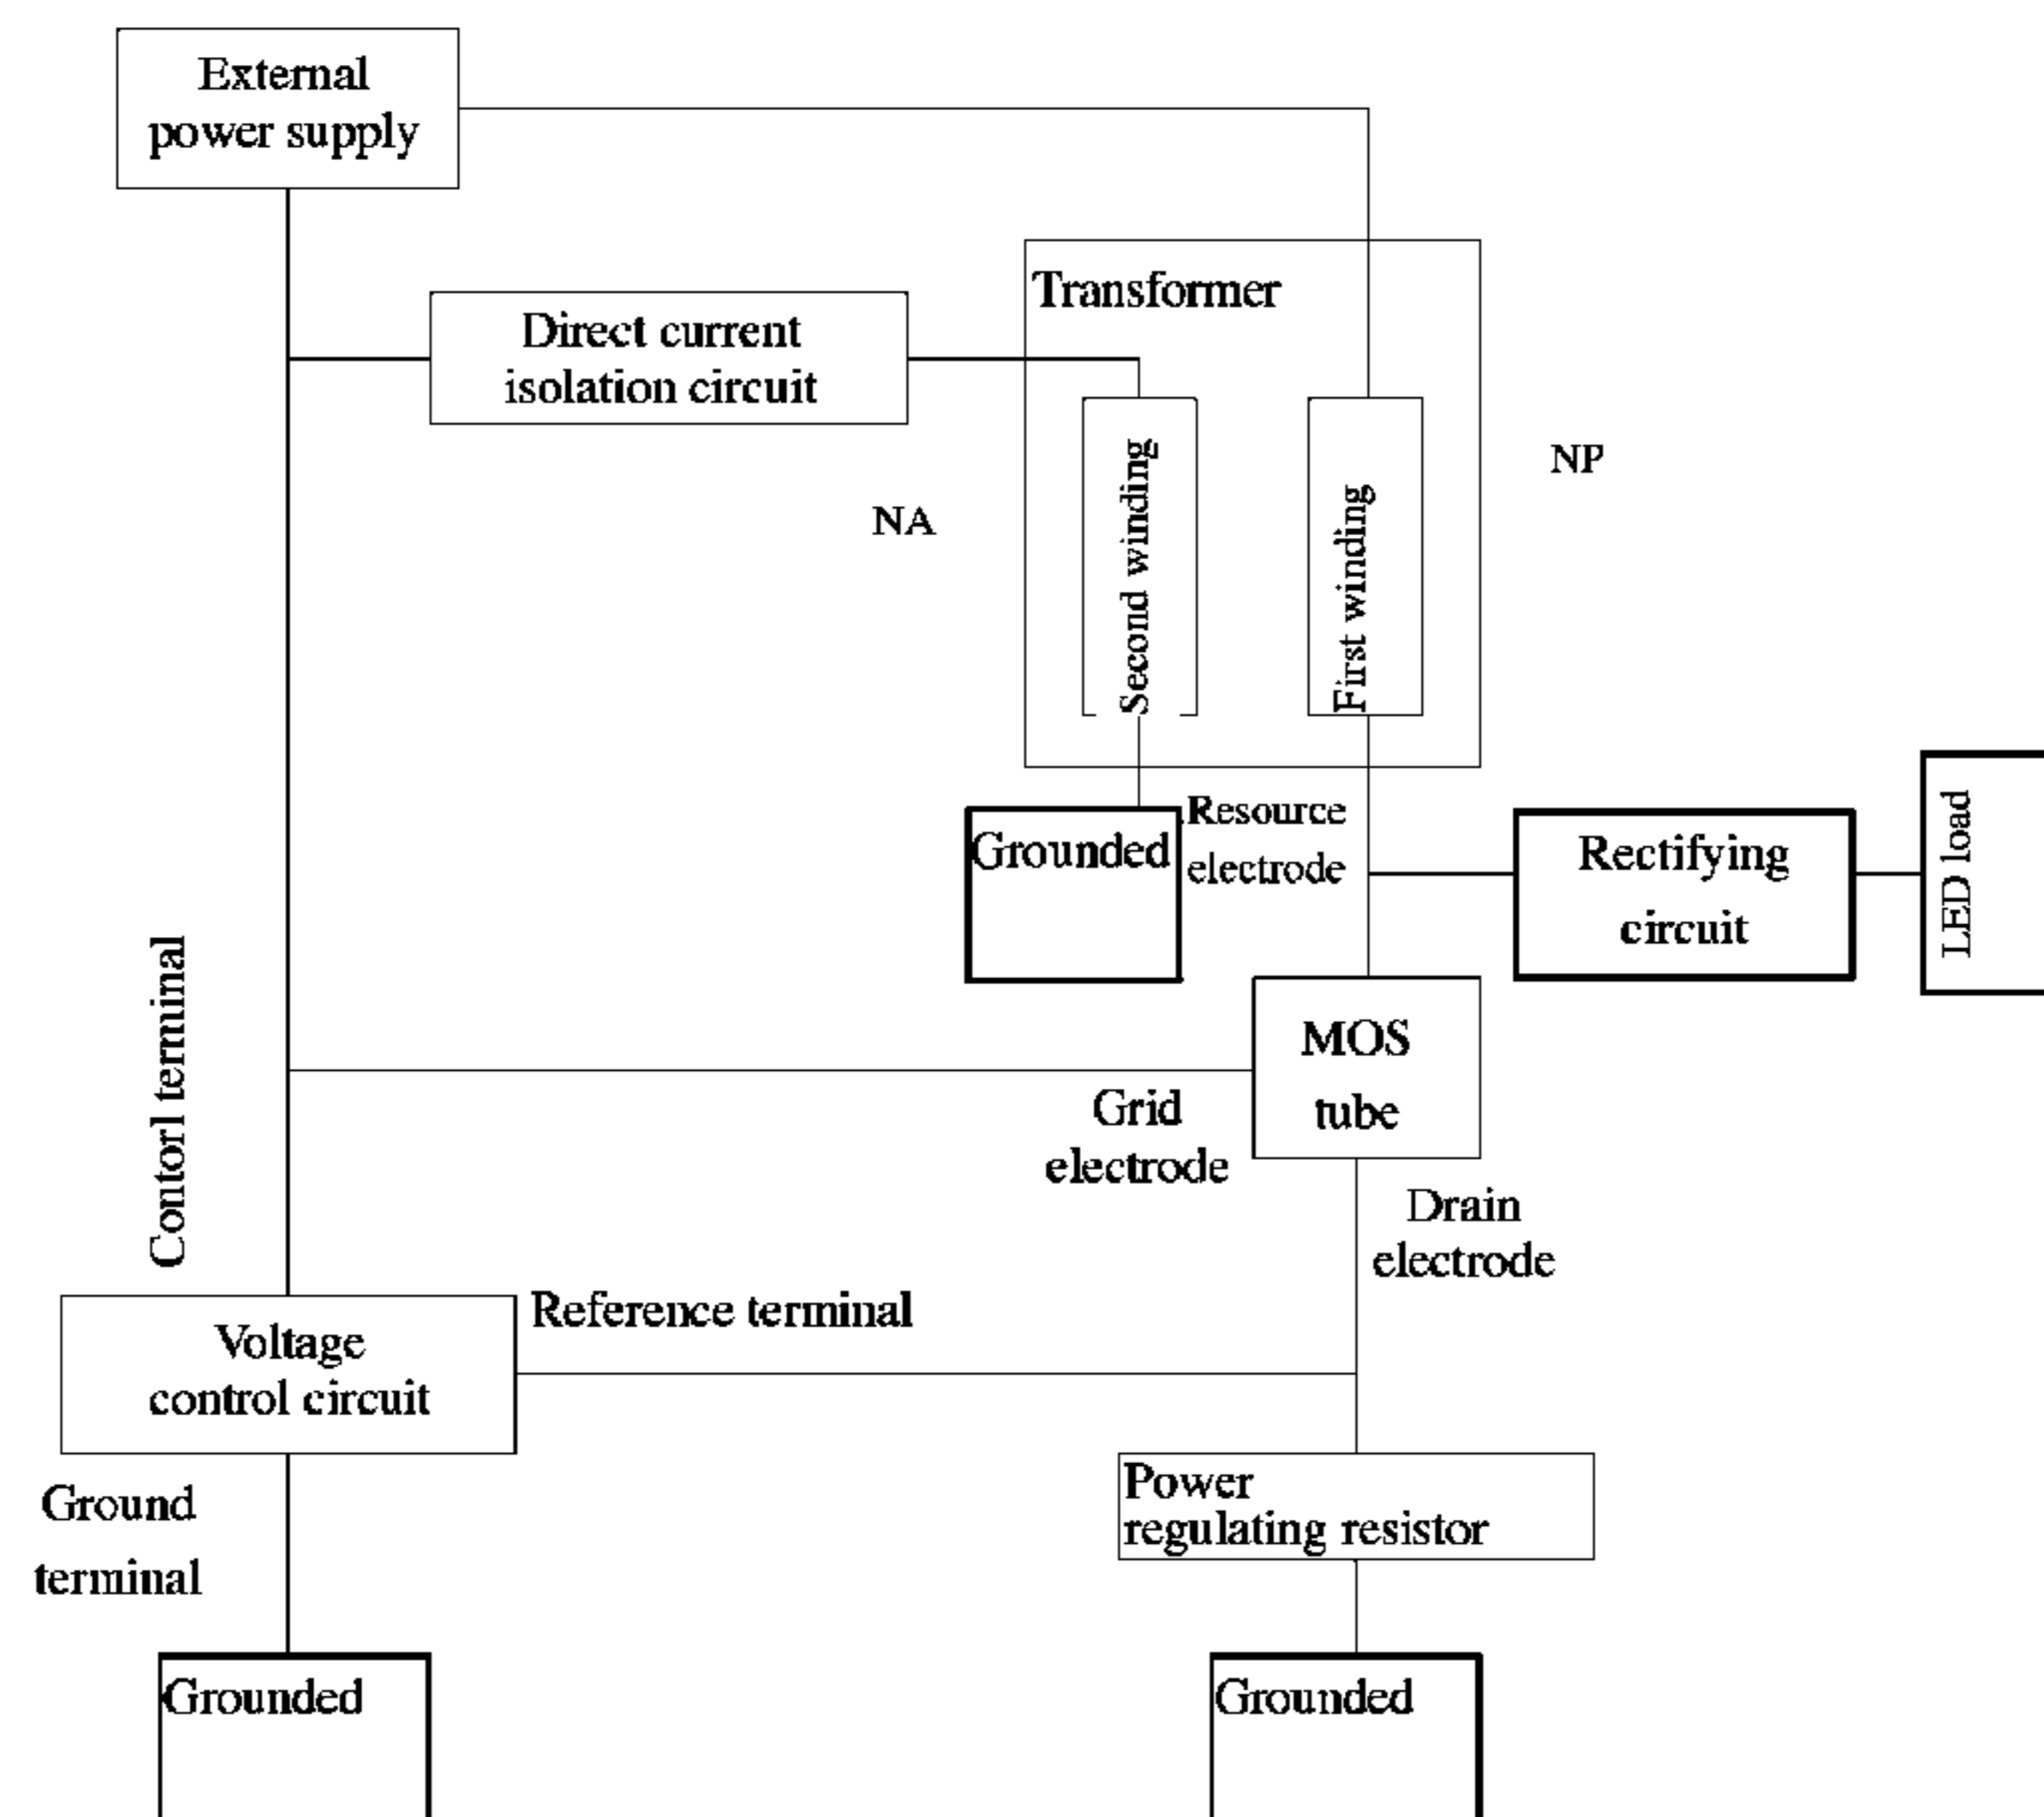 External
power supply
Transformer
Direct current
isolation circuit
NP
NA
Second winding
First winding
Resource
electrode
Grounded
Rectifying
circuit
LED load
Contorl terminal
MOS
tube
Grid
electrode
Drain
electrode
Reference terminal
Voltage
control circuit
Power
regulating resistor
Ground
terminal
Grounded
Grounded